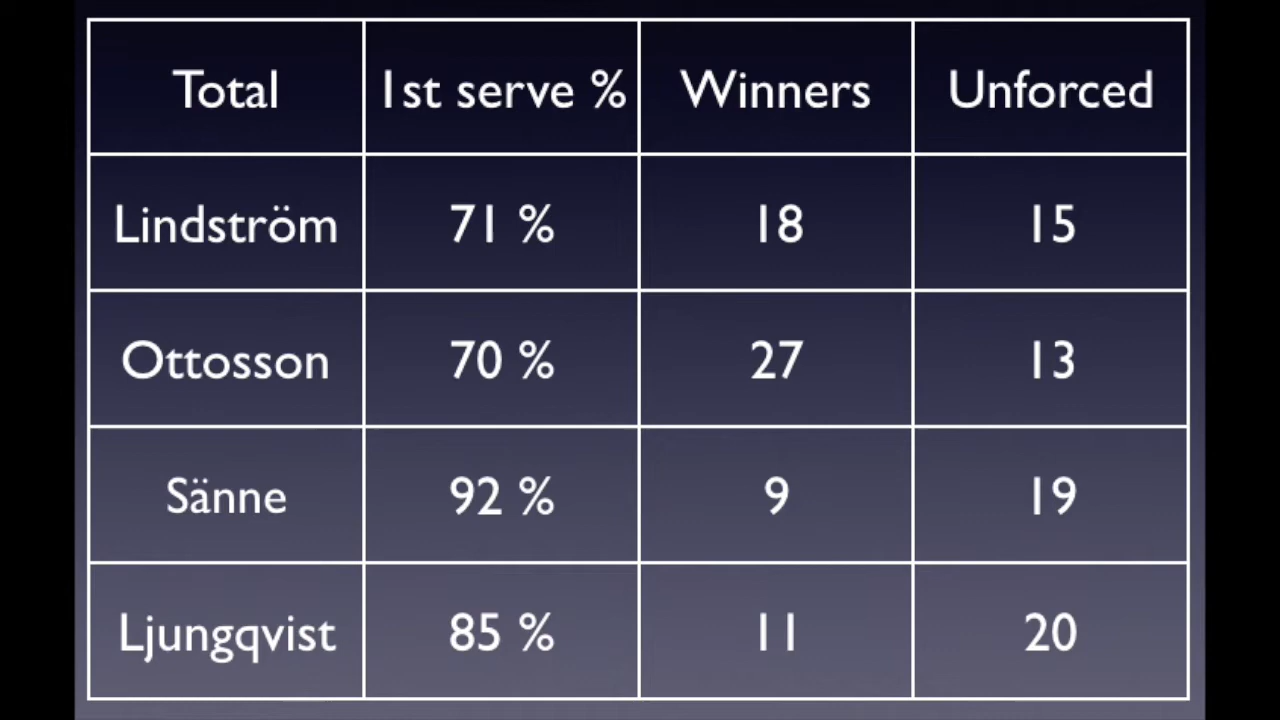 Total 1st serve % Winners Unforced
Lindström 71 % 18 15
Ottosson 70 % 27 13
Sänne 92 % 9 19
Ljungqvist 85 % 11 20